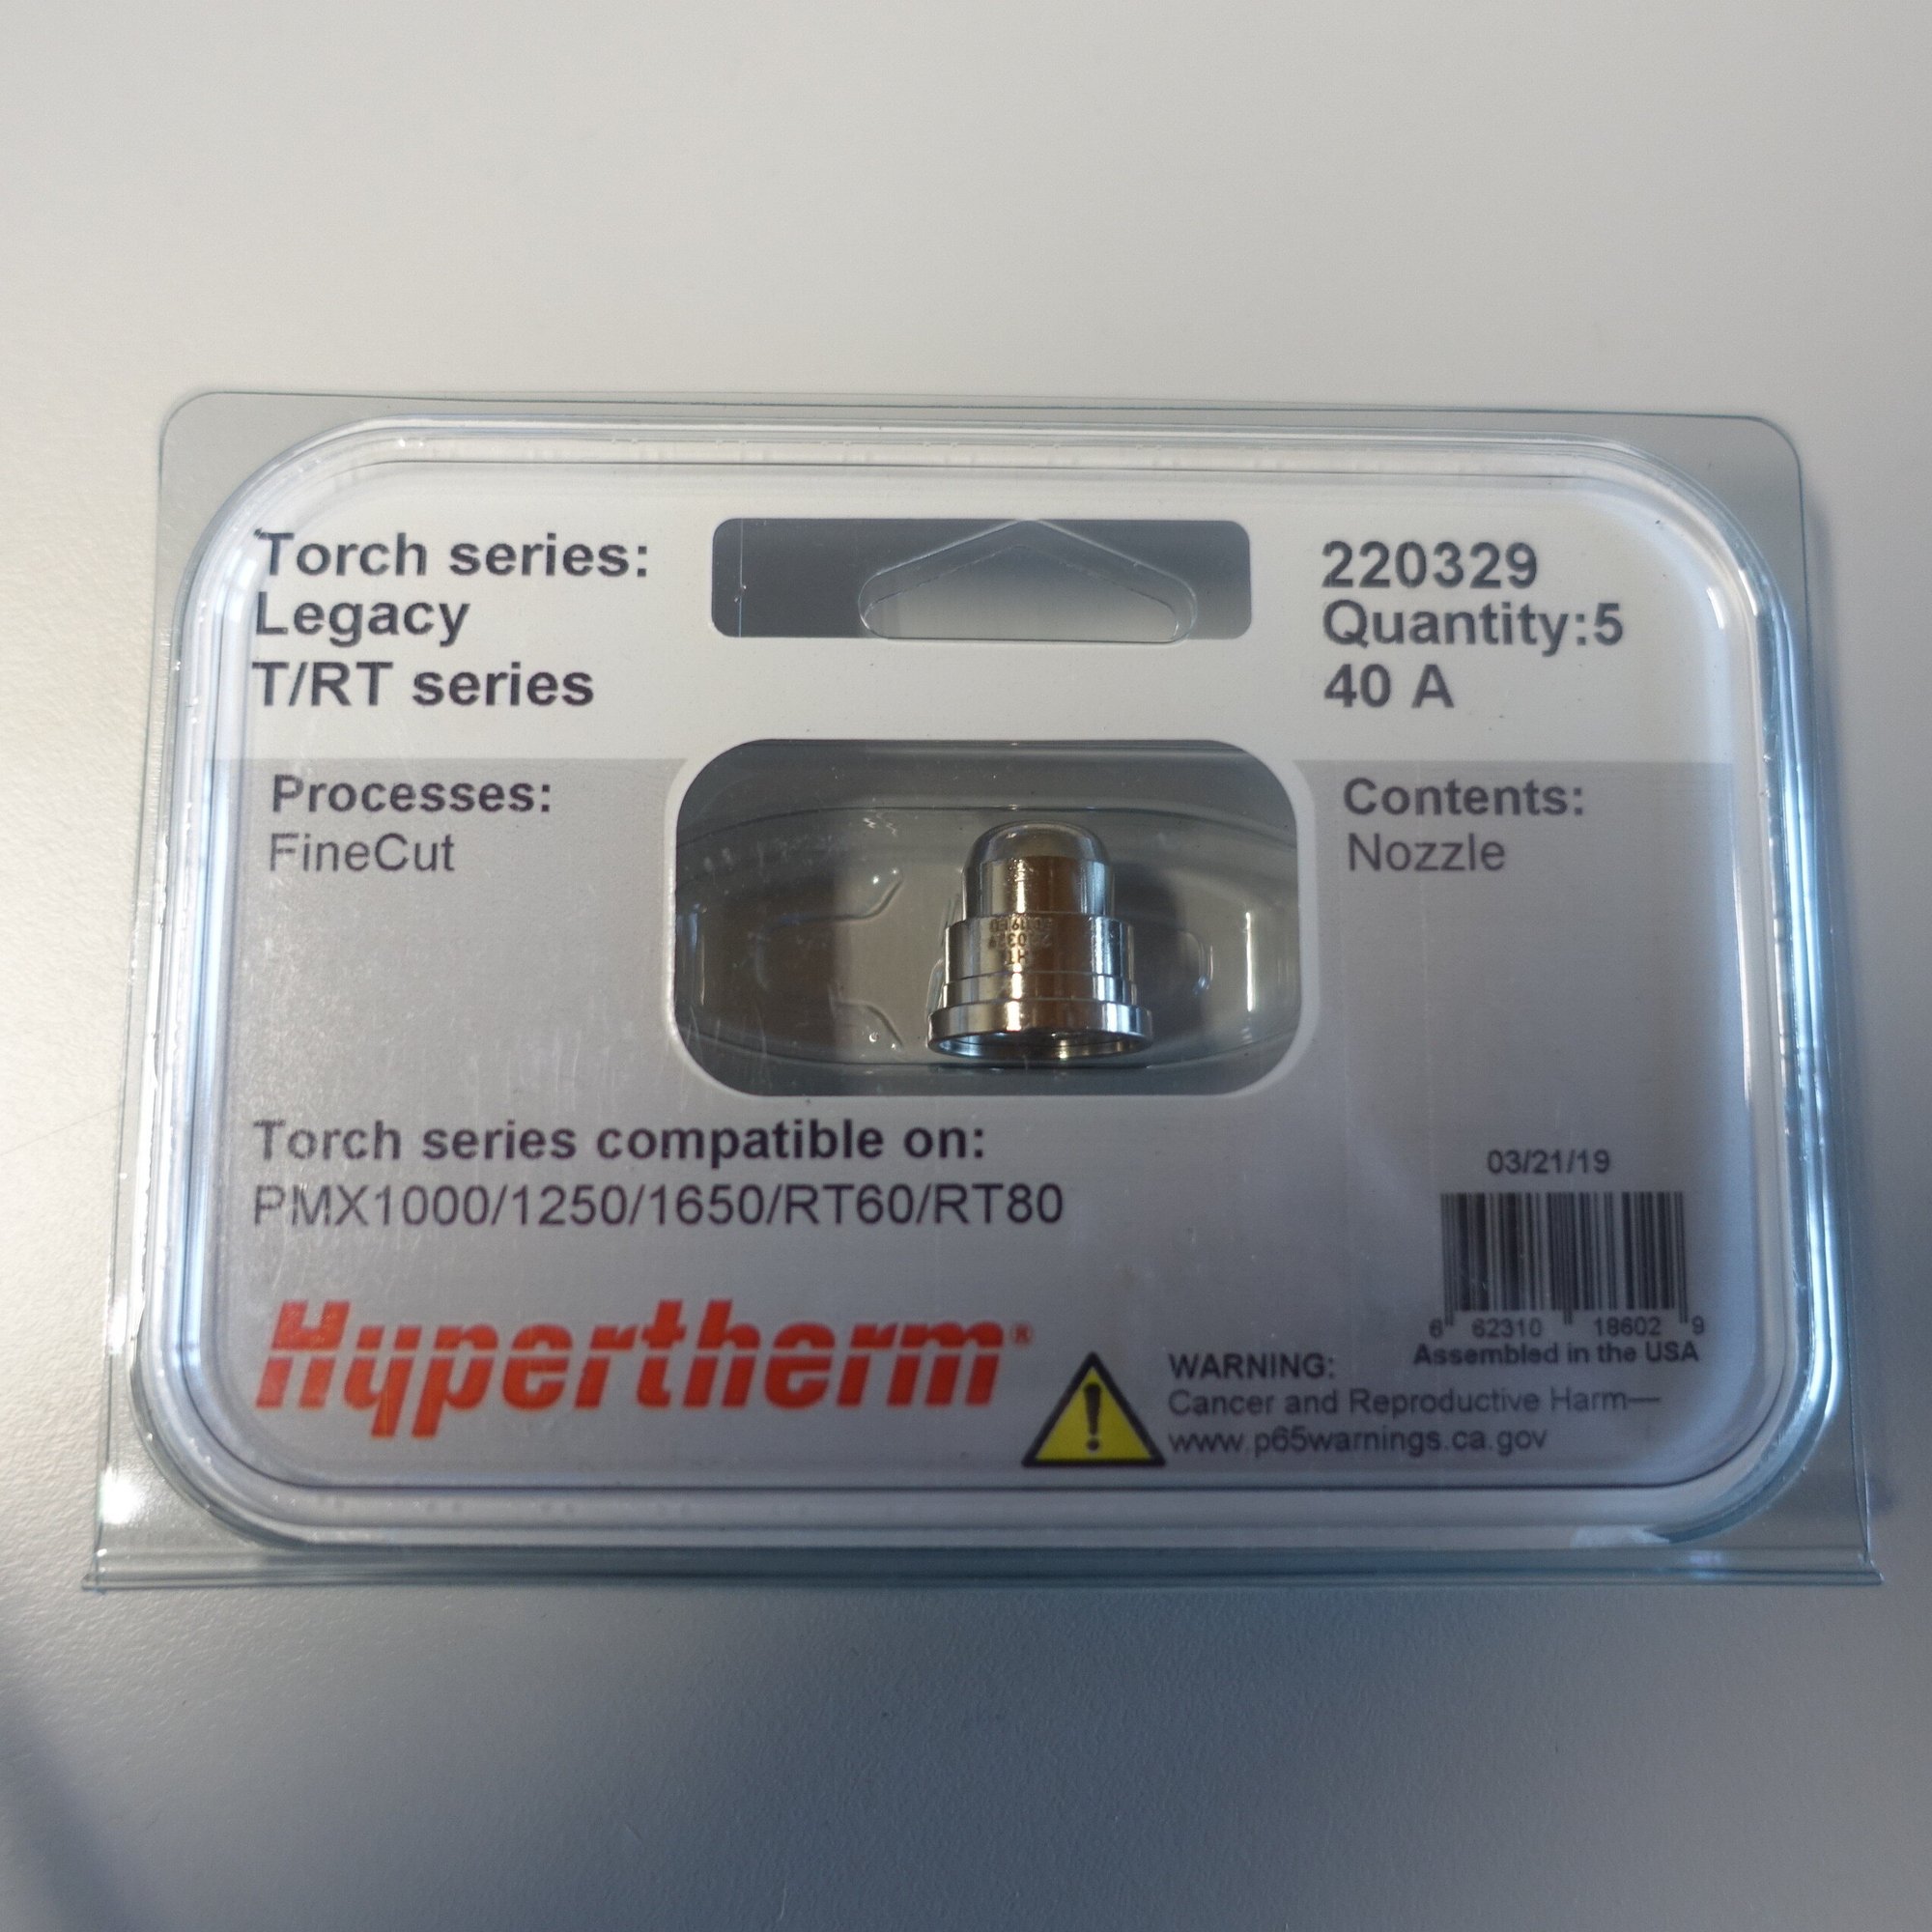 Torch series:
Legacy
T/RT series
220329
Quantity:5
40 A
Processes:
FineCut
Contents:
Nozzle
HT
220329
Torch series compatible on:
PMX1000/1250/1650/RT60/RT80
03/21/19
6 62310 18602 9
Assembled in the USA
Hypertherm®
WARNING:
Cancer and Reproductive Harm—
www.p65warnings.ca.gov